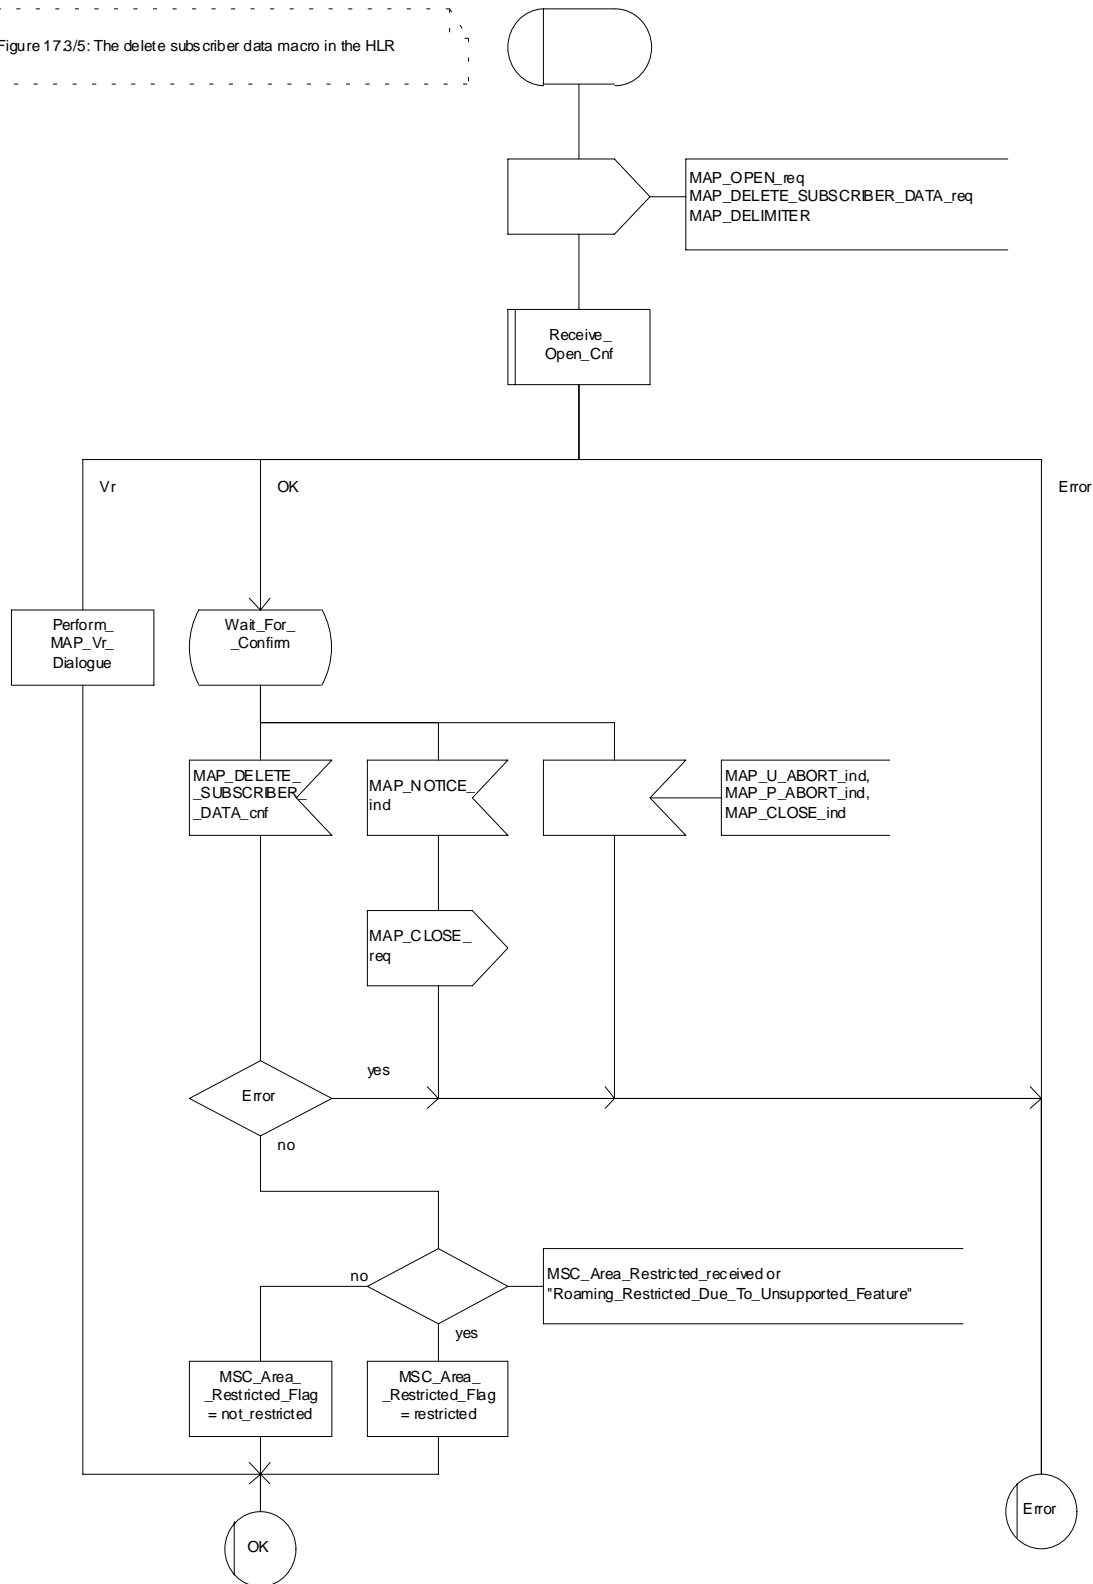 Figure 17.3/5: The delete subscriber data macro in the HLR
MAP_OPEN_req
MAP_DELETE_SUBSCRIBER_DATA_req
MAP_DELIMITER
Receive_
Open_Cnf
Vr
OK
Error
Perform_
MAP_Vr_
Dialogue
Wait_For_
_Confirm
MAP_DELETE_
_SUBSCRIBER_
_DATA_cnf
MAP_NOTICE_
ind
MAP_U_ABORT_ind,
MAP_P_ABORT_ind,
MAP_CLOSE_ind
MAP_CLOSE_
req
Error
yes
no
no
MSC_Area_Restricted_received or
"Roaming_Restricted_Due_To_Unsupported_Feature"
yes
MSC_Area_
_Restricted_Flag
= not_restricted
MSC_Area_
_Restricted_Flag
= restricted
Error
OK